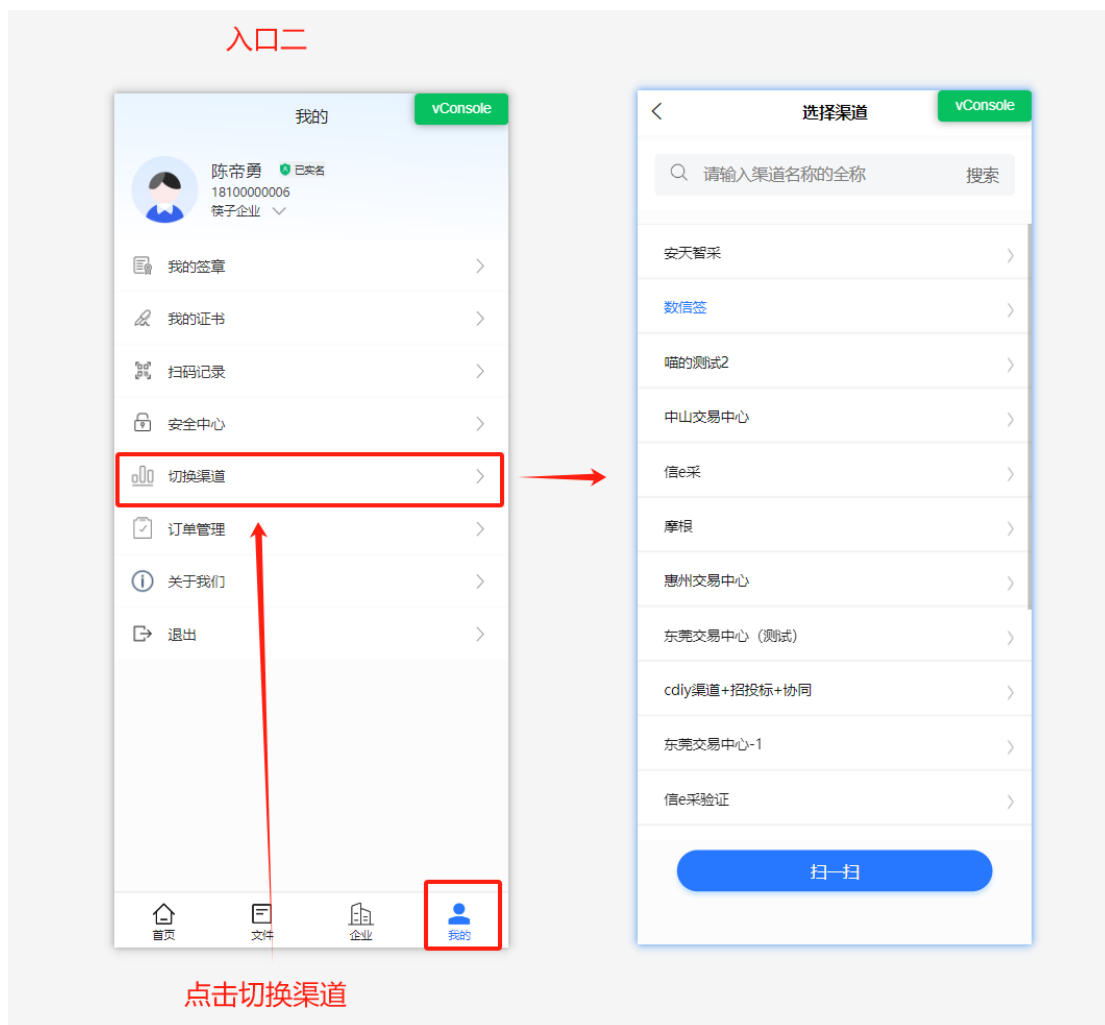 入口二
我的
vConsole
陈帝勇
已实名
18100000006
筷子企业
我的签章
我的证书
扫码记录
安全中心
切换渠道
订单管理
关于我们
退出
首页
文件
企业
我的
点击切换渠道
选择渠道
vConsole
请输入渠道名称的全称
搜索
安天智采
数信签
喵的测试2
中山交易中心
信e采
摩根
惠州交易中心
东莞交易中心（测试）
cdiy渠道+招投标+协同
东莞交易中心-1
信e采验证
扫一扫